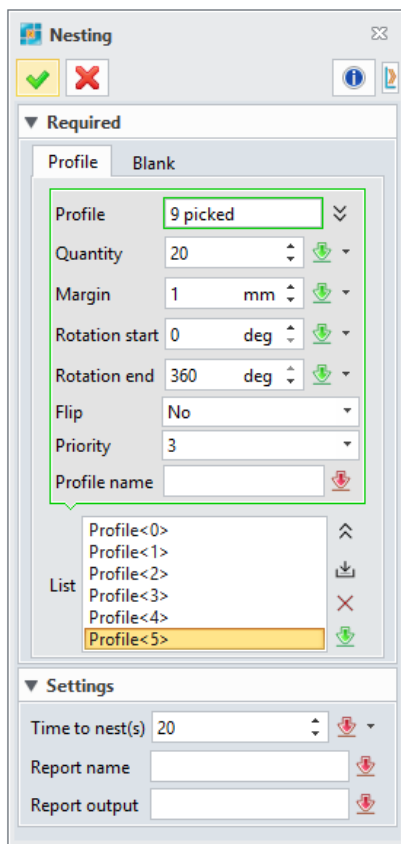 Nesting
Required
Profile Blank
Profile 9 picked
Quantity 20
Margin 1 mm
Rotation start 0 deg
Rotation end 360 deg
Flip No
Priority 3
Profile name
List
Profile<0>
Profile<1>
Profile<2>
Profile<3>
Profile<4>
Profile<5>
Settings
Time to nest(s) 20
Report name
Report output